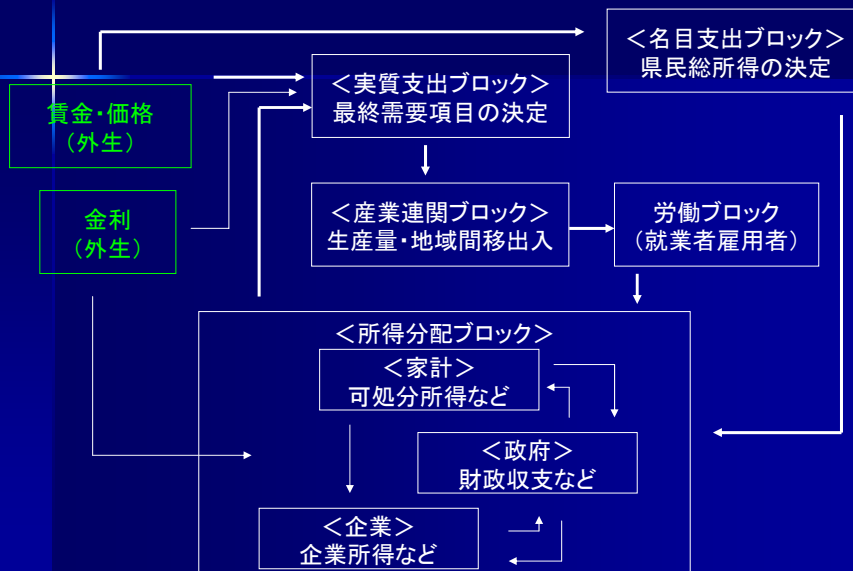 ＜名目支出ブロック＞
県民総所得の決定
＜実質支出ブロック＞
最終需要項目の決定
賃金・価格
（外生）
金利
（外生）
＜産業連関ブロック＞
生産量・地域間移出入
労働ブロック
（就業者雇用者）
＜所得分配ブロック＞
＜家計＞
可処分所得など
＜政府＞
財政収支など
＜企業＞
企業所得など